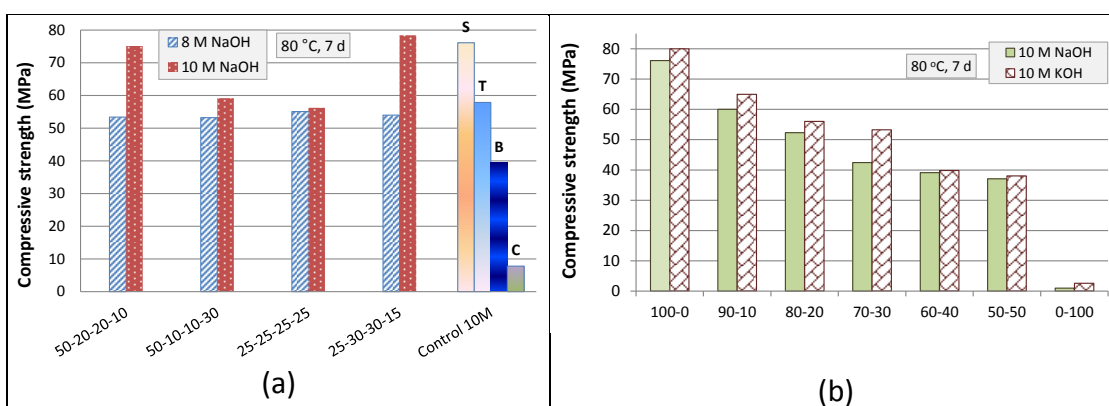 Compressive strength (MPa)
80
70
60
50
40
30
20
10
0
8 M NaOH
10 M NaOH
80 °C, 7 d
S
T
B
C
50-20-20-10
50-10-10-30
25-25-25-25
25-30-30-15
Control 10M
(a)
Compressive strength (MPa)
80
70
60
50
40
30
20
10
0
80 °C, 7 d
10 M NaOH
10 M KOH
100-0
90-10
80-20
70-30
60-40
50-50
0-100
(b)